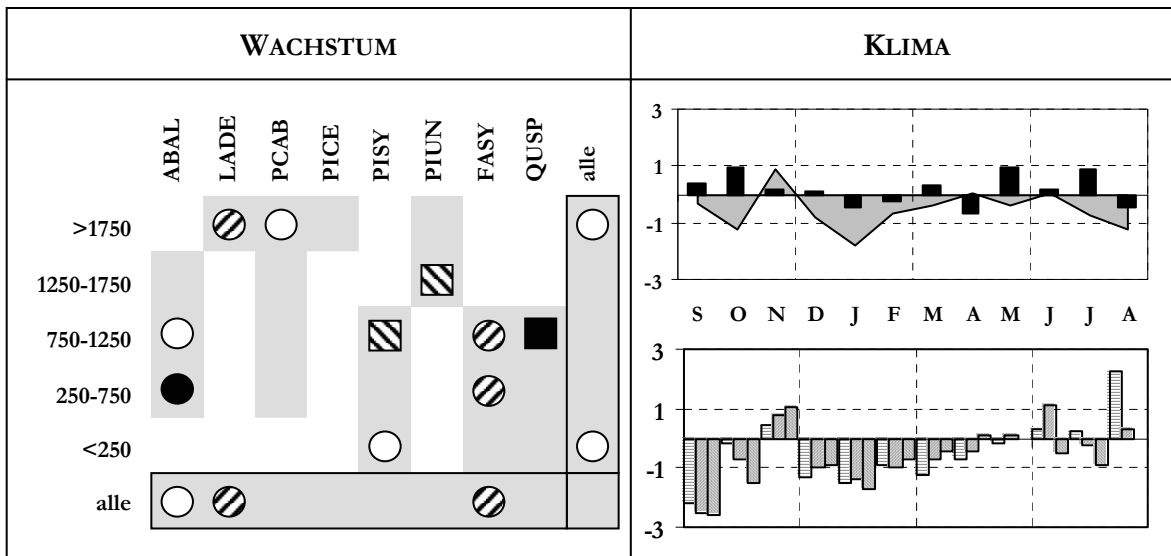 WACHSTUM
KLIMA
ABAL LADE PCAB PICE PISY PIUN FASY QUSP alle
>1750
1250-1750
750-1250
250-750
<250
alle
3
1
-1
-3
S O N D J F M A M J J A
3
1
-1
-3